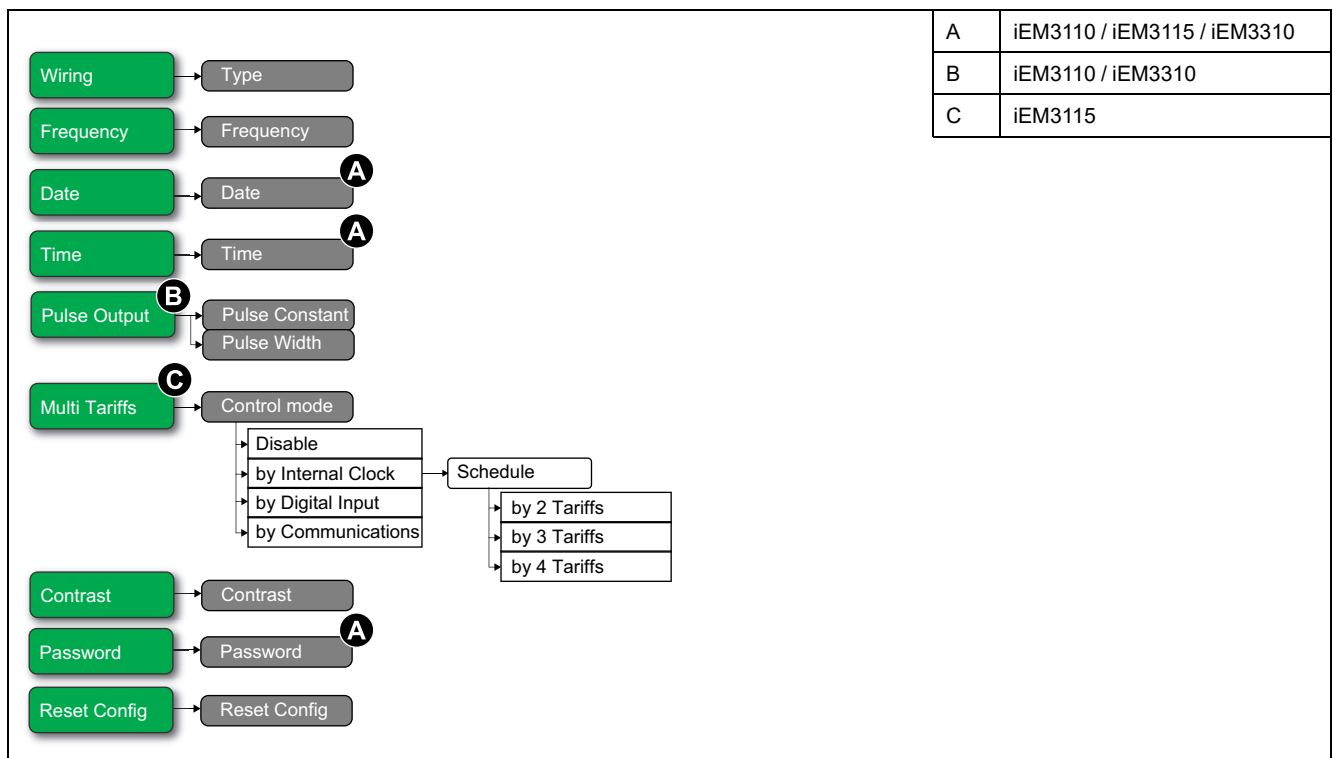 A iEM3110 / iEM3115 / iEM3310
B iEM3110 / iEM3310
C iEM3115
Wiring Type
Frequency Frequency
A
Date Date
A
Time Time
B
Pulse Output Pulse Constant
Pulse Width
C
Multi Tariffs Control mode
Disable
by Internal Clock Schedule
by Digital Input by 2 Tariffs
by Communications by 3 Tariffs
by 4 Tariffs
Contrast Contrast
A
Password Password
Reset Config Reset Config